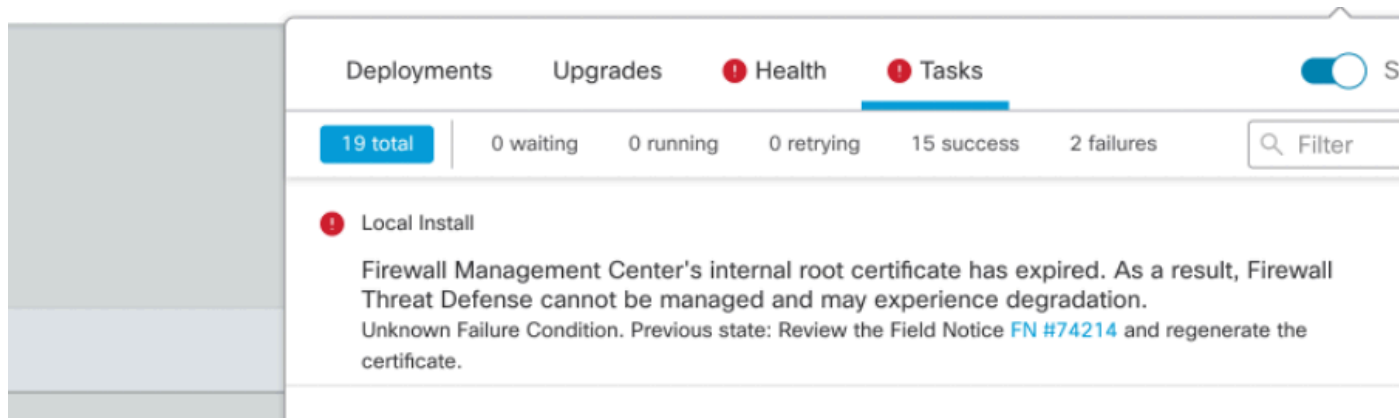 Deployments Upgrades Health Tasks S
19 total 0 waiting 0 running 0 retrying 15 success 2 failures Filter
Local Install
Firewall Management Center's internal root certificate has expired. As a result, Firewall
Threat Defense cannot be managed and may experience degradation.
Unknown Failure Condition. Previous state: Review the Field Notice FN #74214 and regenerate the
certificate.